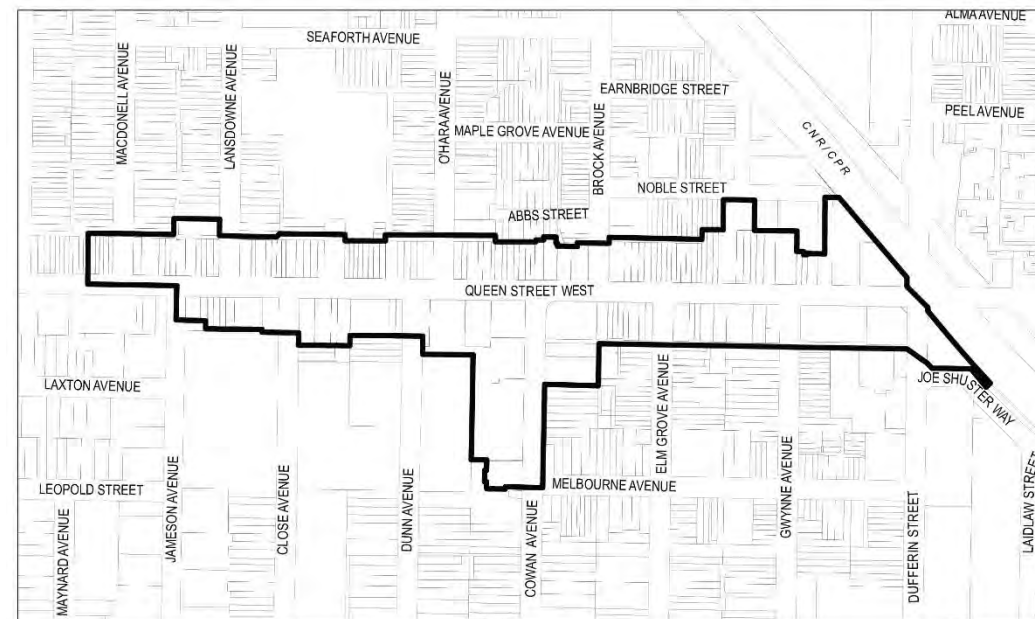 ALMA AVENUE
SEAFORTH AVENUE
MACDONELL AVENUE
LANSDOWNE AVENUE
O'HARA AVENUE
EARNBRIDGE STREET
PEEL AVENUE
MAPLE GROVE AVENUE
BROCK AVENUE
CNR/CPR
NOBLE STREET
ABBS STREET
QUEEN STREET WEST
LAXTON AVENUE
JOE SHUSTER WAY
ELM GROVE AVENUE
LEOPOLD STREET
MELBOURNE AVENUE
MAYNARD AVENUE
JAMESON AVENUE
CLOSE AVENUE
DUNN AVENUE
COWAN AVENUE
GWYNNE AVENUE
DUFFERIN STREET
LAIDLAW STREET